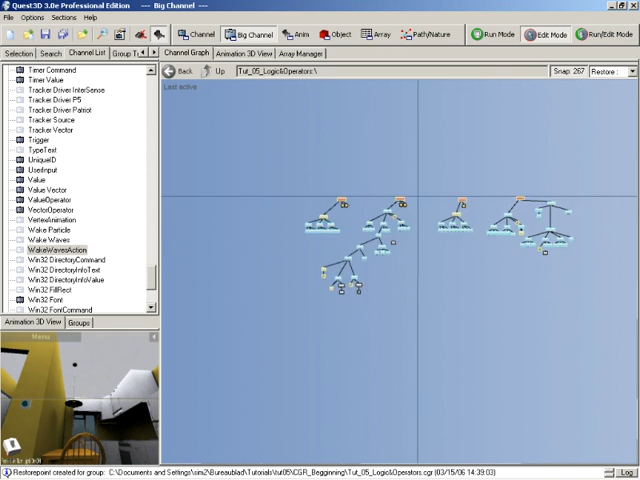 Quest3D 3.0e Professional Edition --- Big Channel
File Options Sections Help
Channel Big Channel Anim Object Array Path/Nature Run Mode Edit Mode Run/Edit Mode
Selection Search Channel List Channel Graph Animation 3D View Array Manager
Back Up Tut_05_Logic&Operators:\ Snap: 267 Restore :
Last active
Timer Command
Timer Value
Tracker Driver InterSense
Tracker Driver P5
Tracker Driver Patriot
Tracker Source
Tracker Vector
Trigger
TypeText
UniqueID
UserInput
Value
Value Vector
ValueOperator
VectorOperator
VertexAnimation
Wake Particle
Wake Waves
WakeWavesAction
Win32 DirectoryCommand
Win32 DirectoryInfoText
Win32 DirectoryInfoValue
Win32 FillRect
Win32 Font
Win32 FontCommand
Animation 3D View Groups
Menu
Restorepoint created for group: C:\Documents and Settings\sim2\Bureaublad\Tutorials\tut05\CGR_Begginning\Tut_05_Logic&Operators.cgr (03/15/06 14:39:03) Log